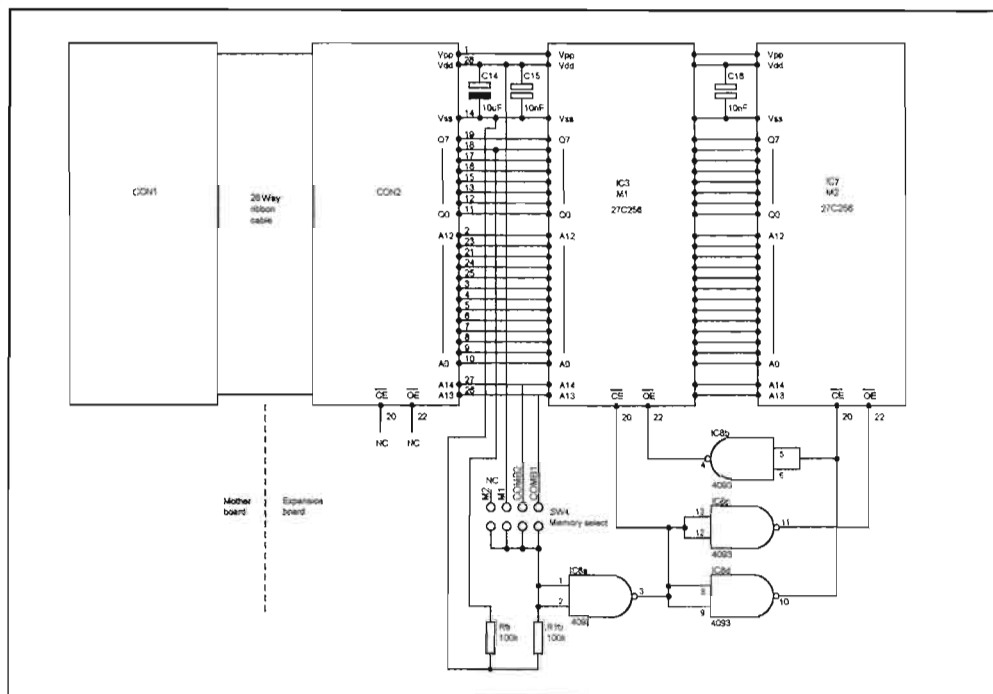 CON1
28 Way
ribbon
cable
CON2
Mother
board
Expansion
board
Vpp
Vdd
Vss
Q7
Q0
A12
A0
A14
A13
CE
OE
20
22
NC
NC
1
28
14
19
18
17
16
15
13
12
11
2
23
21
24
25
3
4
5
6
7
8
9
10
27
26
C14
10uF
C15
10nF
Vpp
Vdd
Vss
Q7
Q0
A12
A0
A14
A13
IC3
M1
27C256
CE
OE
20
22
C16
10nF
Vpp
Vdd
Vss
Q7
Q0
A12
A0
A14
A13
IC7
M2
27C256
CE
OE
20
22
M2
NC
M1
COMB2
COMB1
SW4
Memory select
IC8b
4
5
6
4093
13
12
11
4093
IC8d
8
9
10
4093
IC8a
1
2
3
100k
100k